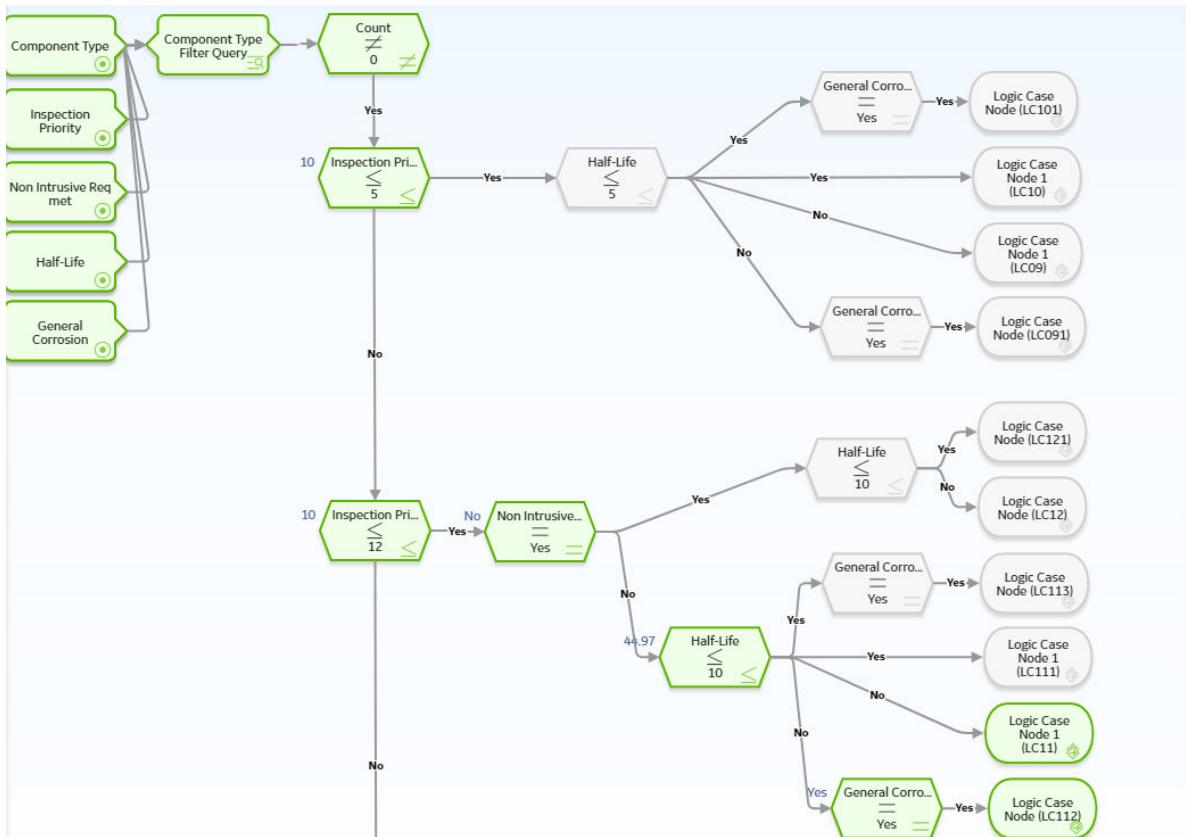 Component Type
Component Type
Filter Query
Count
≠
0
Inspection
Priority
Non Intrusive Req
met
Half-Life
General
Corrosion
Yes
10
Inspection Pri...
≤
5
Yes
Half-Life
≤
5
Yes
General Corro...
=
Yes
Yes
Logic Case
Node (LC101)
Yes
Logic Case
Node 1
(LC10)
No
Logic Case
Node 1
(LC09)
No
General Corro...
=
Yes
Yes
Logic Case
Node (LC091)
No
10
Inspection Pri...
≤
12
Yes
No
Non Intrusive...
=
Yes
Yes
Half-Life
≤
10
Yes
Logic Case
Node (LC121)
No
Logic Case
Node (LC12)
No
44.97
Half-Life
≤
10
Yes
General Corro...
=
Yes
Yes
Logic Case
Node (LC113)
Yes
Logic Case
Node 1
(LC111)
No
Logic Case
Node 1
(LC11)
No
Yes
General Corro...
=
Yes
Yes
Logic Case
Node (LC112)
No